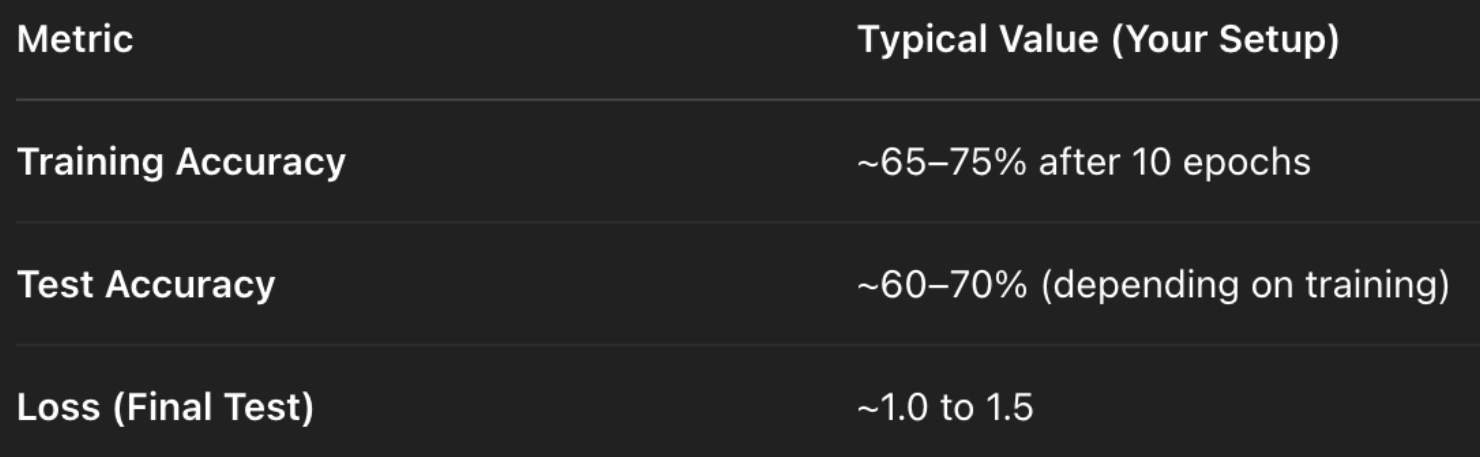 Metric Typical Value (Your Setup)
Training Accuracy ~65–75% after 10 epochs
Test Accuracy ~60–70% (depending on training)
Loss (Final Test) ~1.0 to 1.5